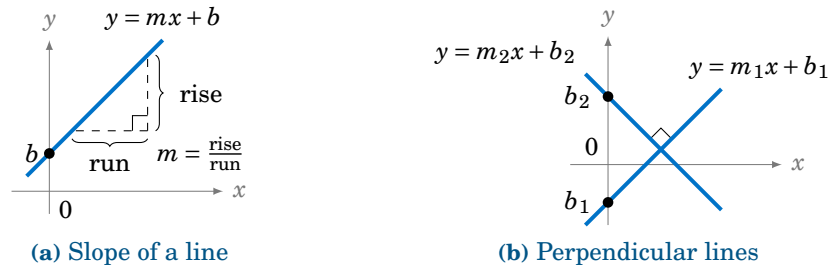 y
y = mx + b
rise
b
run
m = rise/run
x
0
(a) Slope of a line
y
y = m₂x + b₂
y = m₁x + b₁
b₂
0
x
b₁
(b) Perpendicular lines